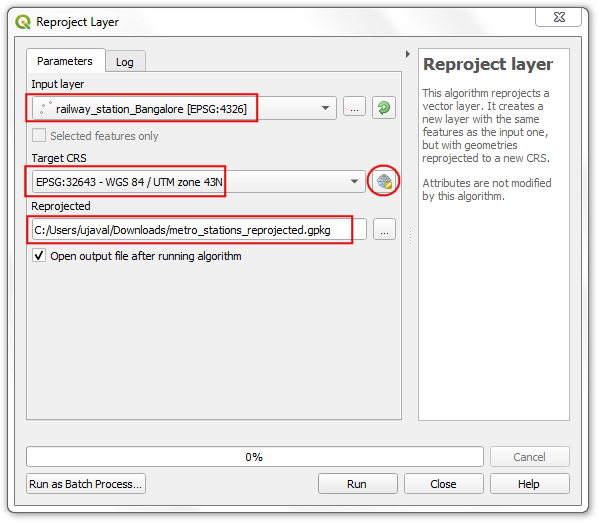 Reproject Layer
Parameters
Log
Input layer
railway_station_Bangalore [EPSG:4326]
...
Selected features only
Target CRS
EPSG:32643 - WGS 84 / UTM zone 43N
Reprojected
C:/Users/ujaval/Downloads/metro_stations_reprojected.gpkg
...
Open output file after running algorithm
Reproject layer
This algorithm reprojects a
vector layer. It creates a
new layer with the same
features as the input one,
but with geometries
reprojected to a new CRS.
Attributes are not modified
by this algorithm.
0%
Cancel
Run as Batch Process...
Run
Close
Help